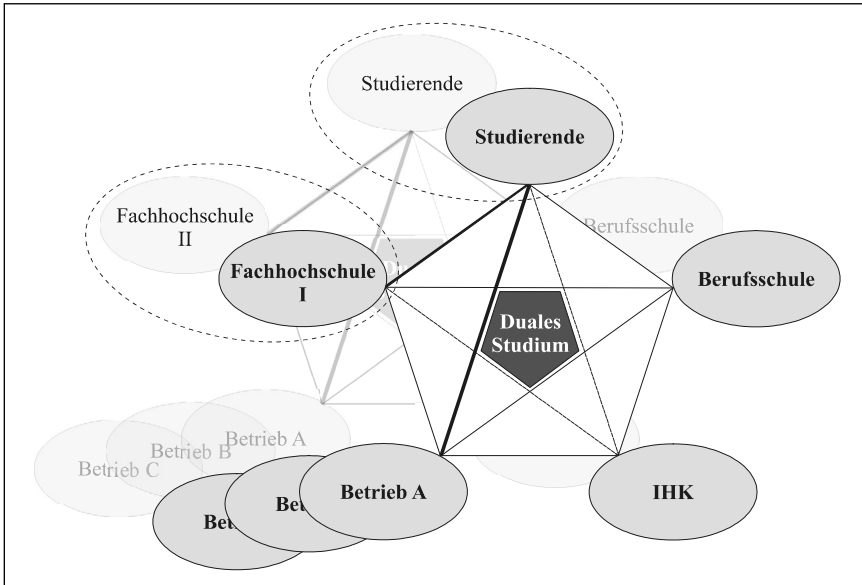 Studierende
Studierende
Fachhochschule
II
Berufsschule
Fachhochschule
I
Berufsschule
Duales
Studium
Betrieb A
Betrieb B
Betrieb C
Betrieb A
IHK